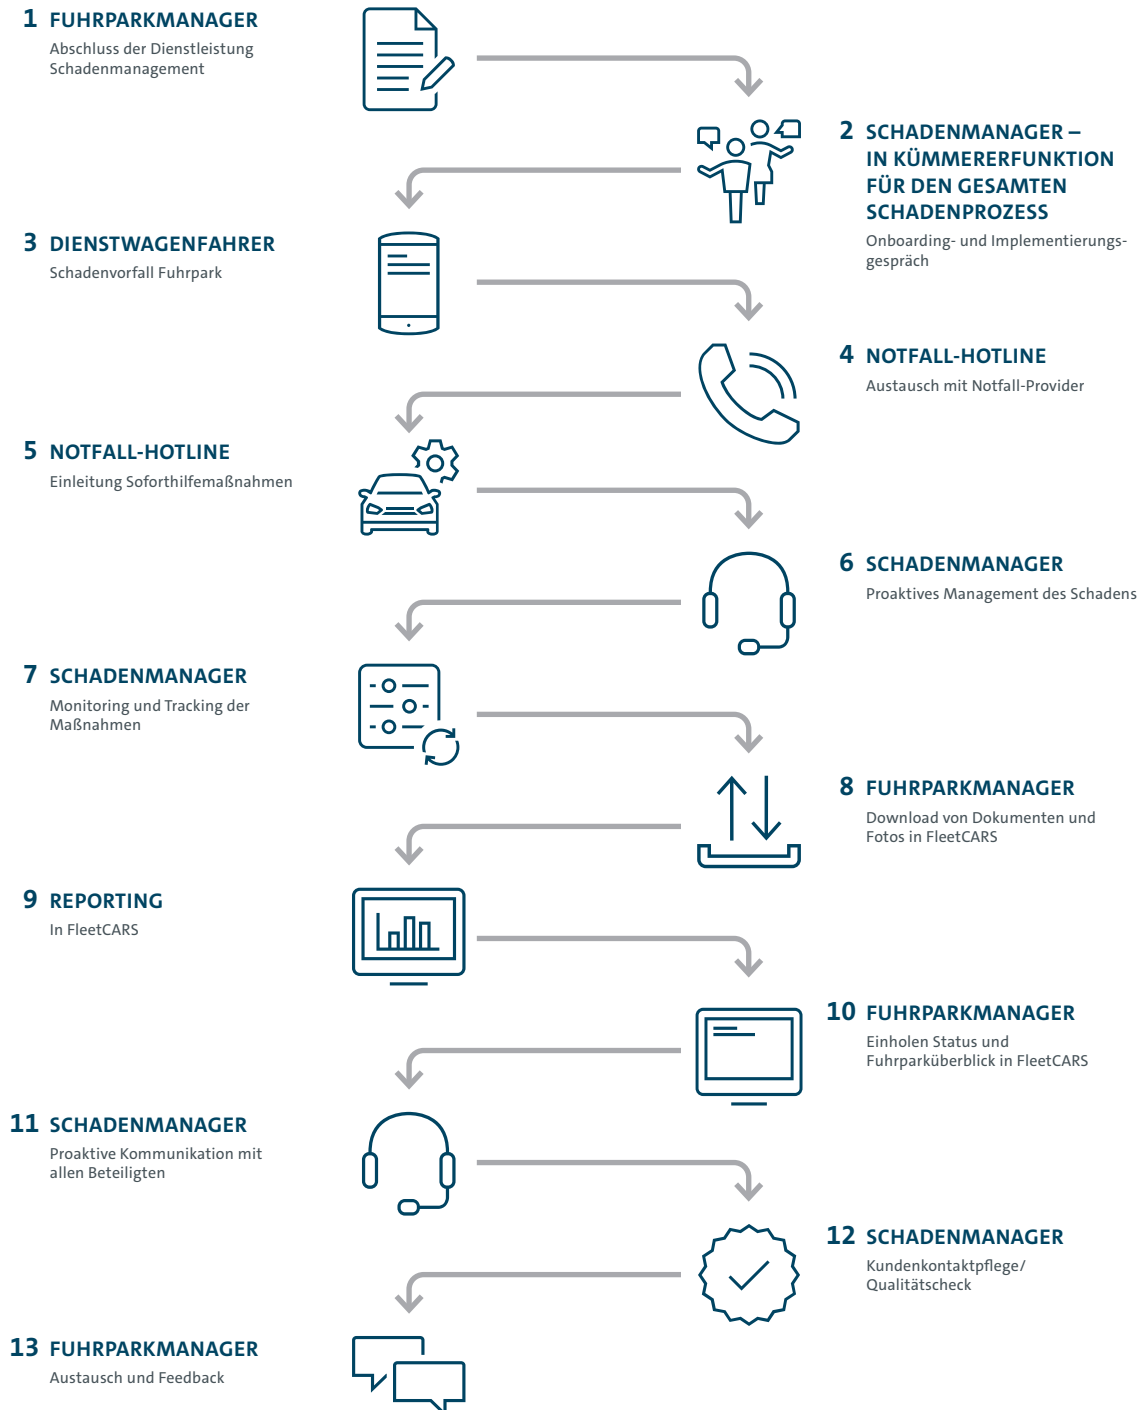 1 FUHRPARKMANAGER
Abschluss der Dienstleistung
Schadenmanagement
2 SCHADENMANAGER –
IN KÜMMERERFUNKTION
FÜR DEN GESAMTEN
SCHADENPROZESS
Onboarding- und Implementierungs-
gespräch
3 DIENSTWAGENFAHRER
Schadenvorfall Fuhrpark
4 NOTFALL-HOTLINE
Austausch mit Notfall-Provider
5 NOTFALL-HOTLINE
Einleitung Soforthilfemaßnahmen
6 SCHADENMANAGER
Proaktives Management des Schadens
7 SCHADENMANAGER
Monitoring und Tracking der
Maßnahmen
8 FUHRPARKMANAGER
Download von Dokumenten und
Fotos in FleetCARS
9 REPORTING
In FleetCARS
10 FUHRPARKMANAGER
Einholen Status und
Fuhrparküberblick in FleetCARS
11 SCHADENMANAGER
Proaktive Kommunikation mit
allen Beteiligten
12 SCHADENMANAGER
Kundenkontaktpflege/
Qualitätscheck
13 FUHRPARKMANAGER
Austausch und Feedback